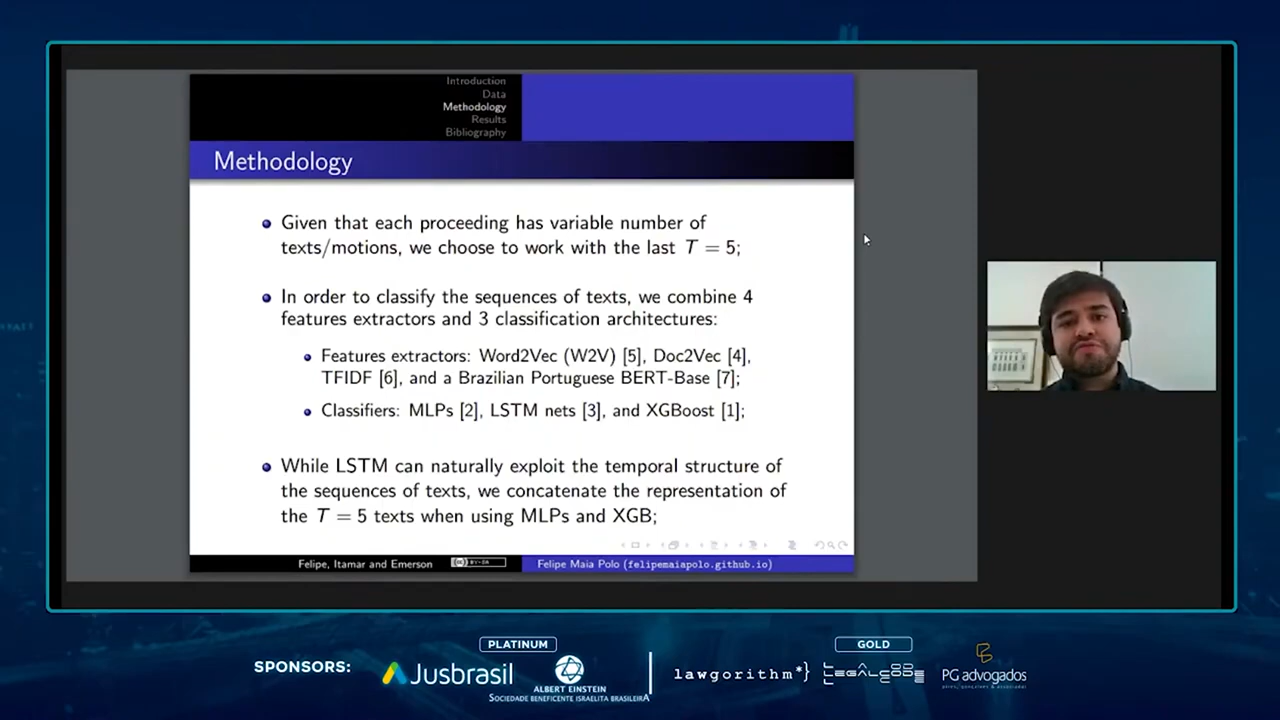 Introduction
Data
Methodology
Results
Bibliography
Methodology
Given that each proceeding has variable number of
texts/motions, we choose to work with the last T = 5;
In order to classify the sequences of texts, we combine 4
features extractors and 3 classification architectures:
Features extractors: Word2Vec (W2V) [5], Doc2Vec [4],
TFIDF [6], and a Brazilian Portuguese BERT-Base [7];
Classifiers: MLPs [2], LSTM nets [3], and XGBoost [1];
While LSTM can naturally exploit the temporal structure of
the sequences of texts, we concatenate the representation of
the T = 5 texts when using MLPs and XGB;
Felipe, Itamar and Emerson
(cc) BY-SA
Felipe Maia Polo (felipemaiapolo.github.io)
SPONSORS:
PLATINUM
Jusbrasil
ALBERT EINSTEIN
SOCIEDADE BENEFICENTE ISRAELITA BRASILEIRA
GOLD
lawgorithm*}
LEGALCODE
PG advogados